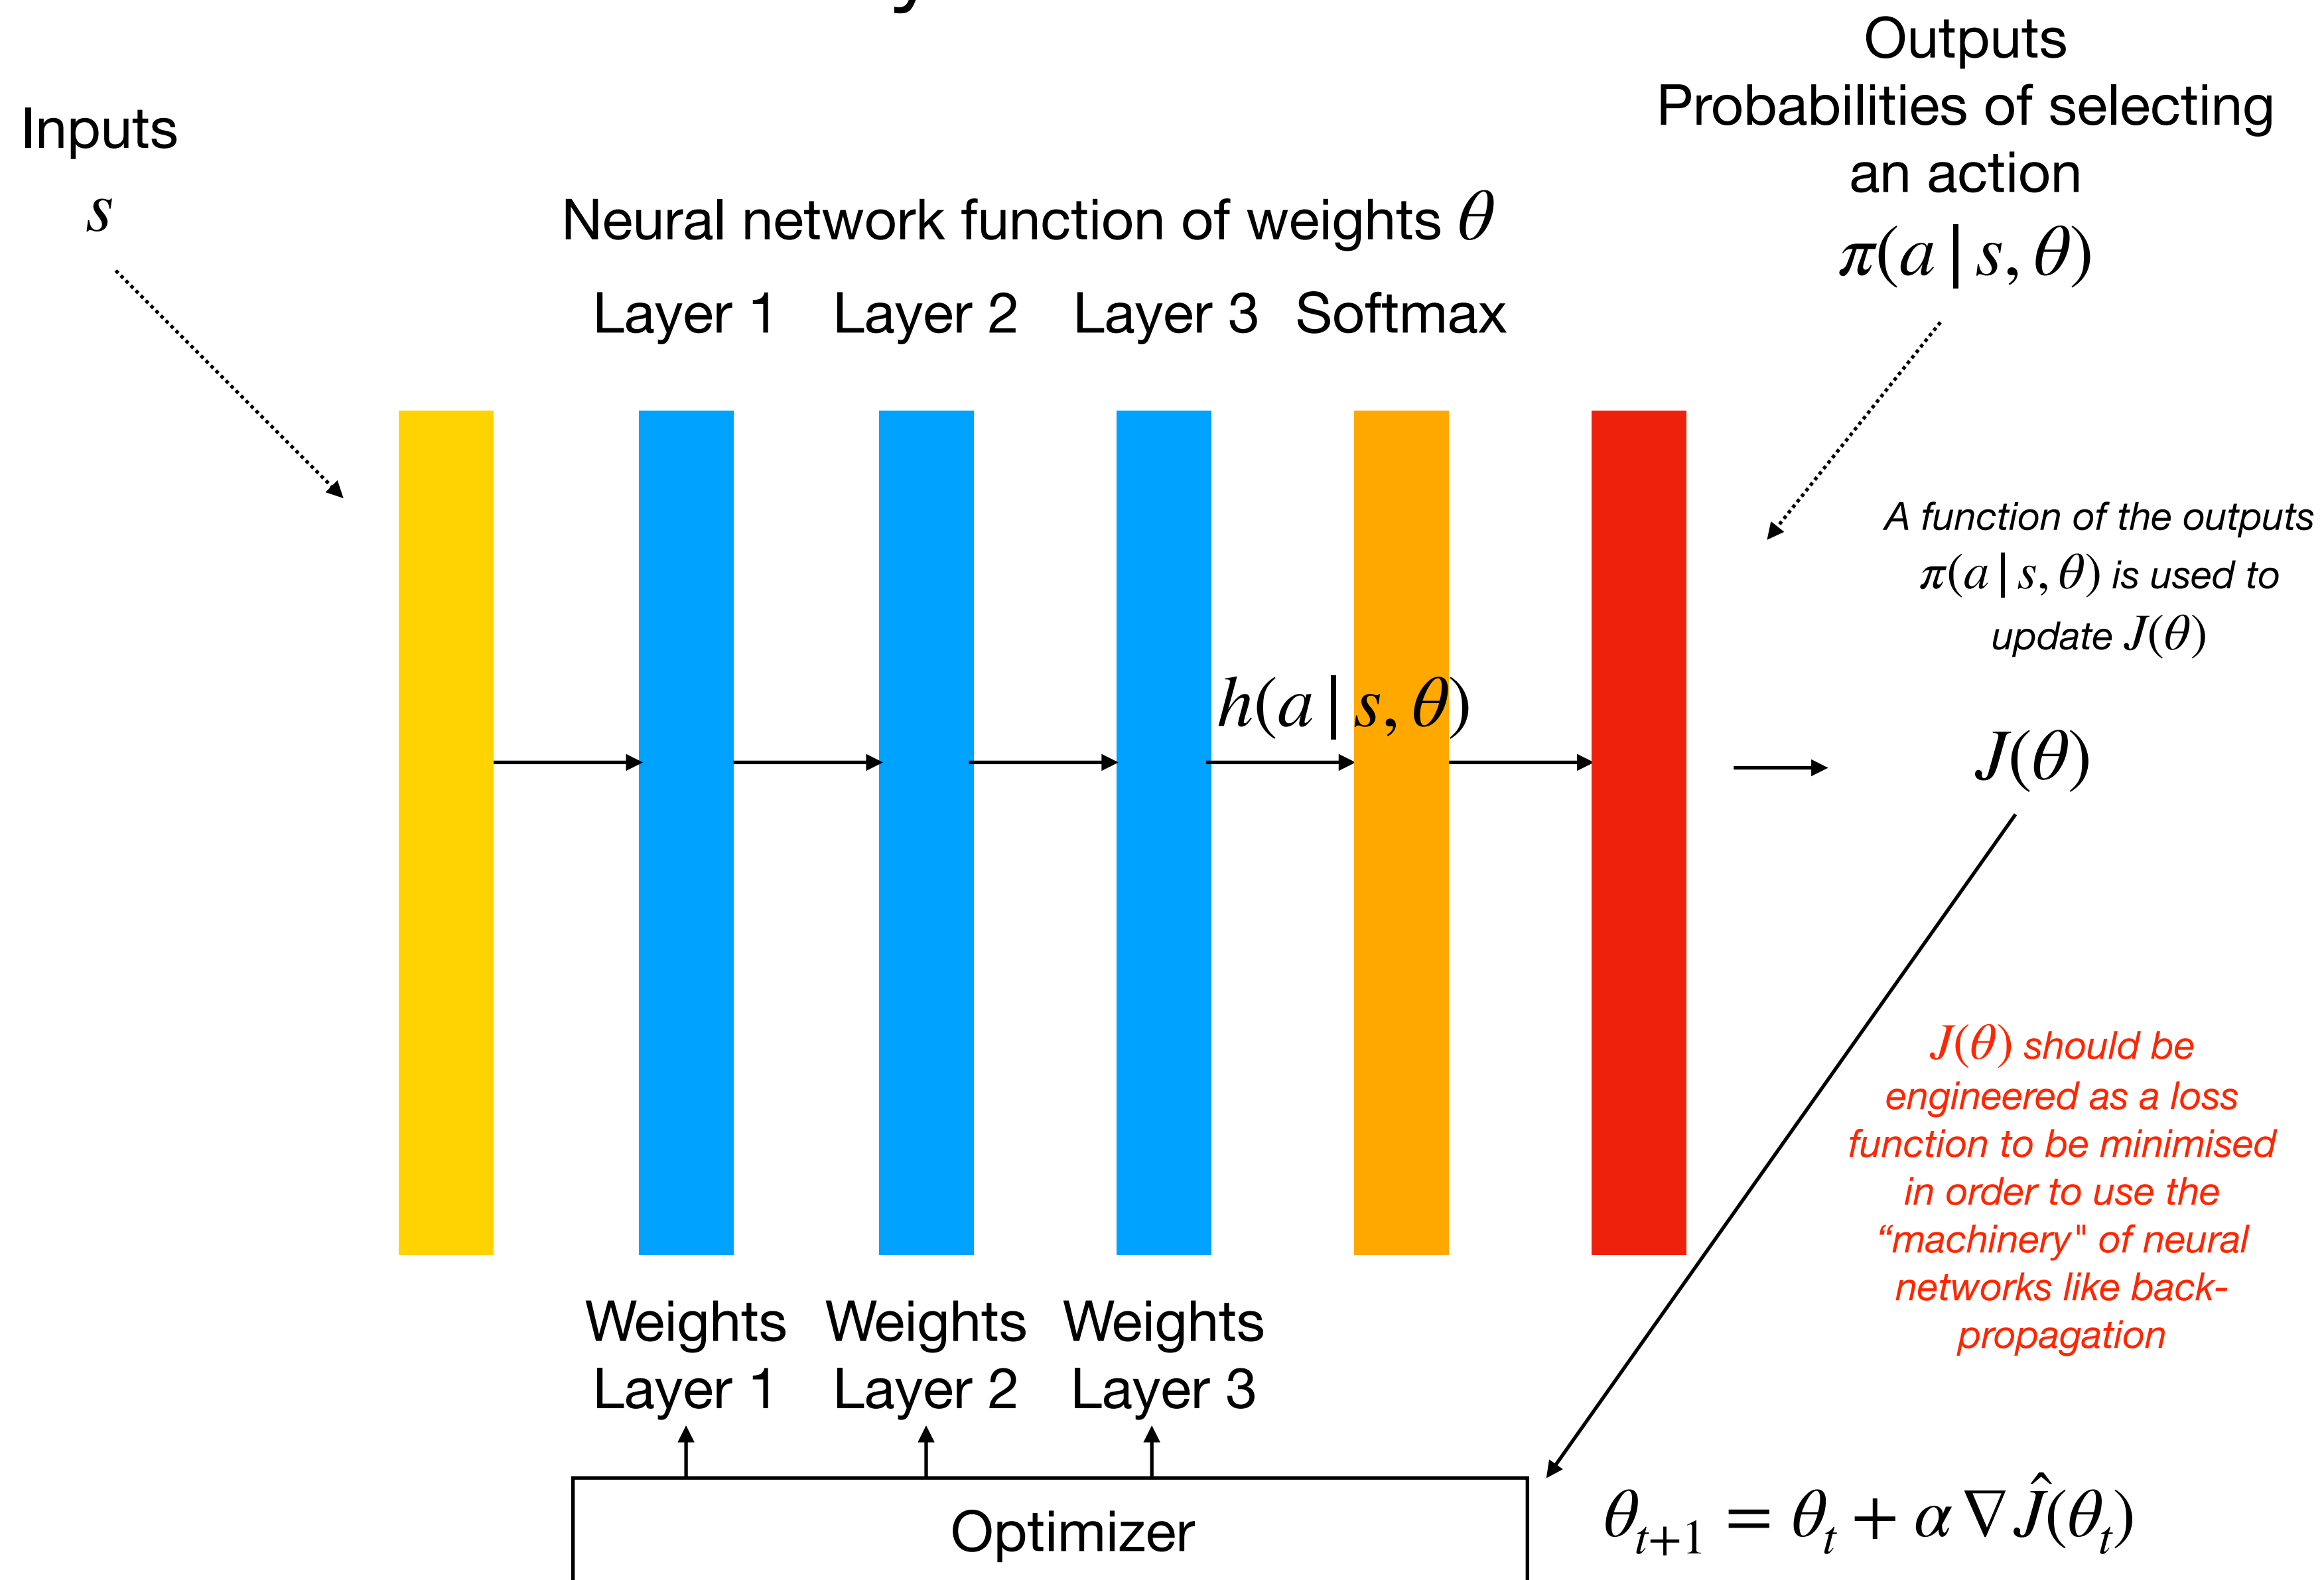 Inputs
s
Outputs
Probabilities of selecting
an action
π(a | s, θ)
Neural network function of weights θ
Layer 1 Layer 2 Layer 3 Softmax
A function of the outputs
π(a | s, θ) is used to
update J(θ)
h(a | s, θ)
J(θ)
J(θ) should be
engineered as a loss
function to be minimised
in order to use the
“machinery" of neural
networks like back-
propagation
Weights Weights Weights
Layer 1 Layer 2 Layer 3
Optimizer
θ_{t+1} = θ_t + α∇Ĵ(θ_t)